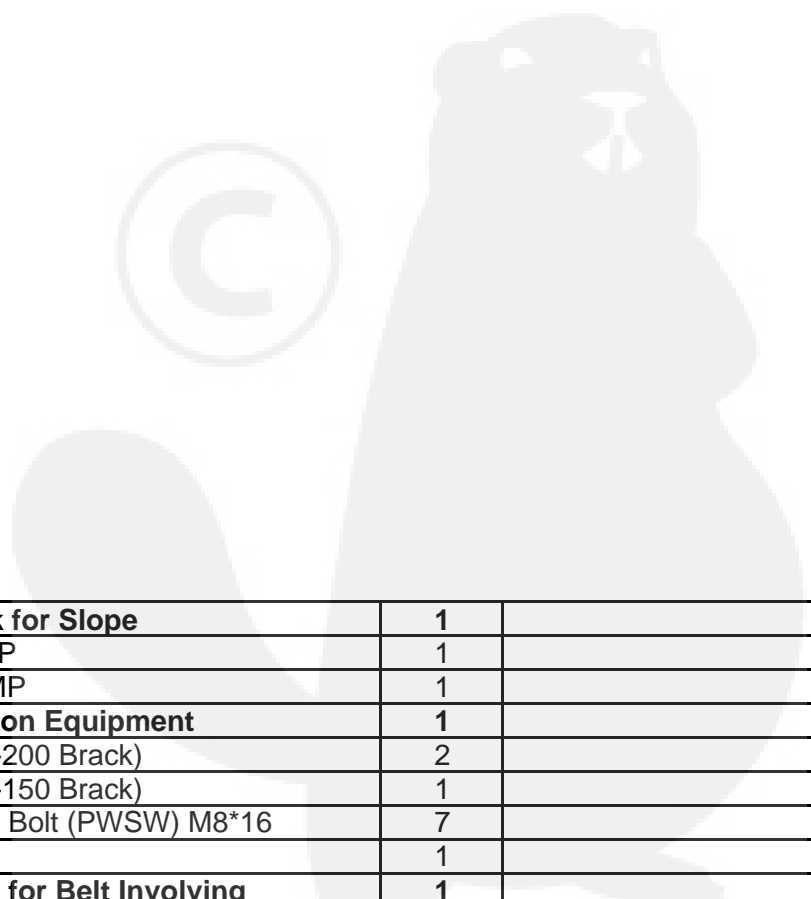 ©
for Slope 1
P 1
MP 1
on Equipment 1
-200 Brack) 2
-150 Brack) 1
Bolt (PWSW) M8*16 7
1
for Belt Involving 1